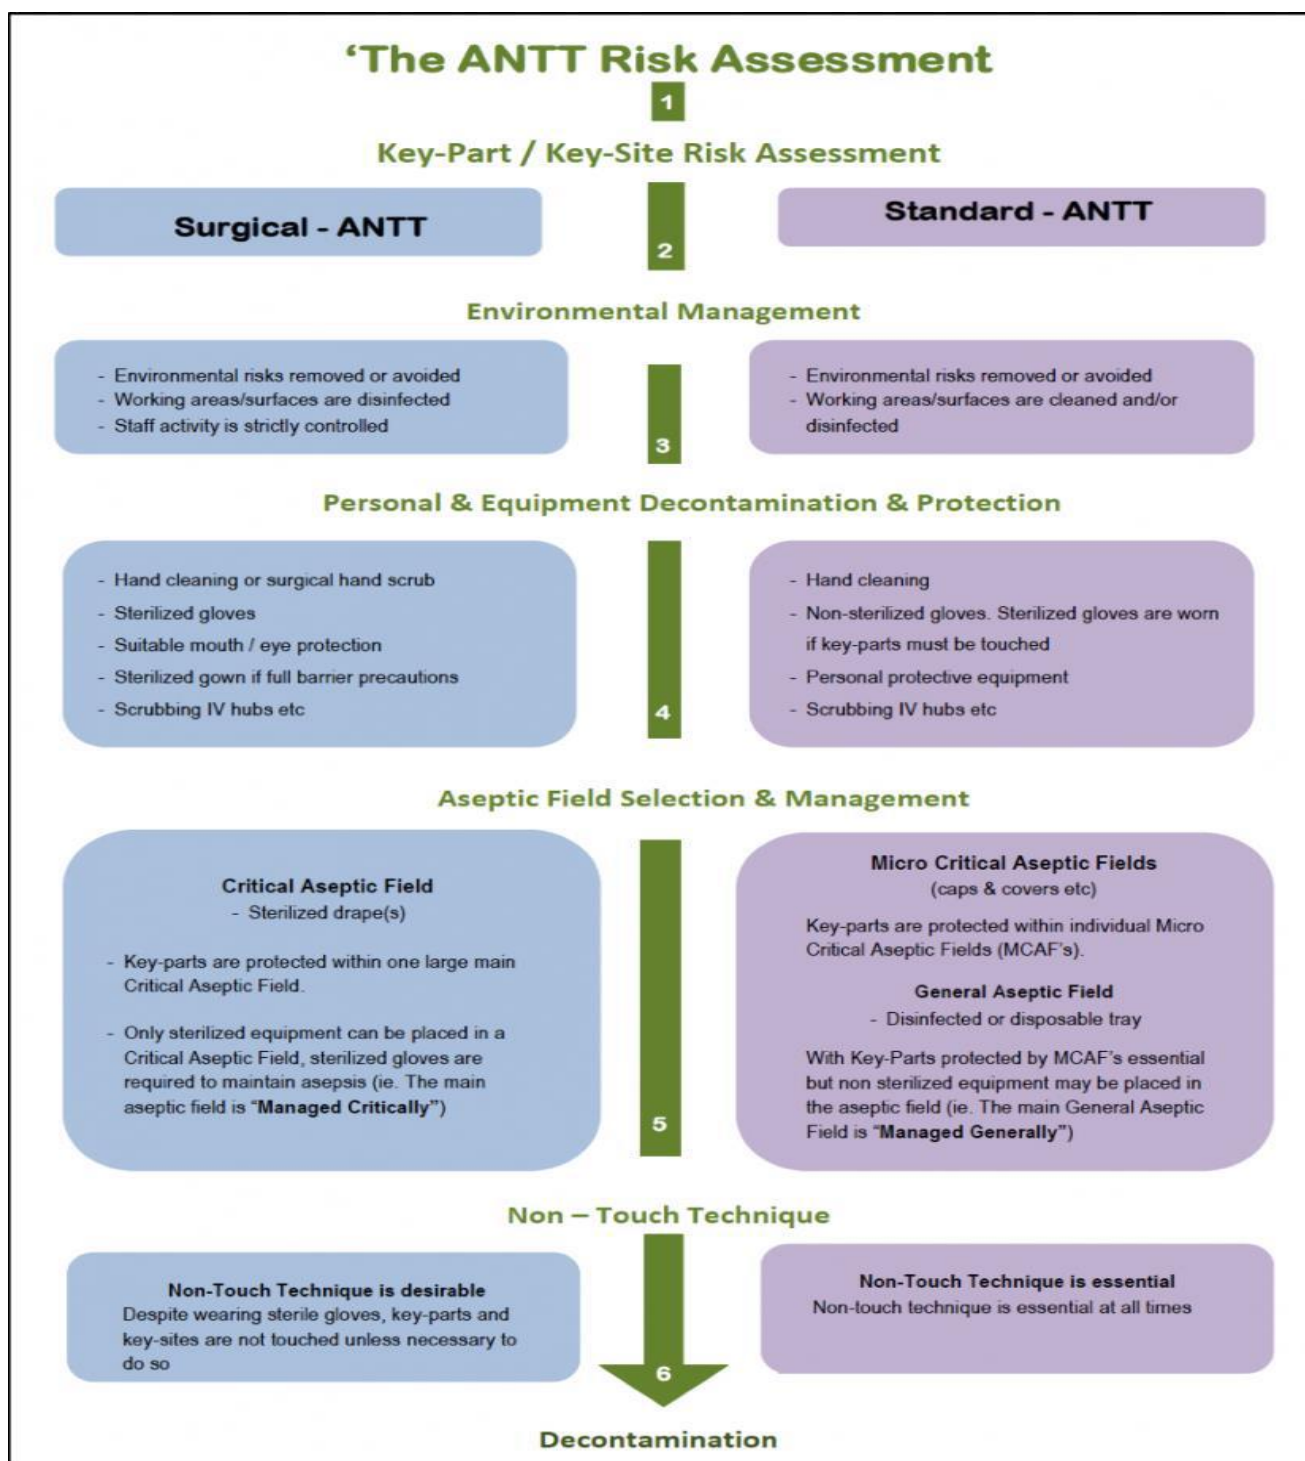 ‘The ANTT Risk Assessment
1
Key-Part / Key-Site Risk Assessment
Surgical - ANTT
2
Standard - ANTT
Environmental Management
- Environmental risks removed or avoided
- Working areas/surfaces are disinfected
- Staff activity is strictly controlled
3
- Environmental risks removed or avoided
- Working areas/surfaces are cleaned and/or
disinfected
Personal & Equipment Decontamination & Protection
- Hand cleaning or surgical hand scrub
- Sterilized gloves
- Suitable mouth / eye protection
- Sterilized gown if full barrier precautions
- Scrubbing IV hubs etc
4
- Hand cleaning
- Non-sterilized gloves. Sterilized gloves are worn
if key-parts must be touched
- Personal protective equipment
- Scrubbing IV hubs etc
Aseptic Field Selection & Management
Critical Aseptic Field
- Sterilized drape(s)
- Key-parts are protected within one large main
Critical Aseptic Field.
- Only sterilized equipment can be placed in a
Critical Aseptic Field, sterilized gloves are
required to maintain asepsis (ie. The main
aseptic field is “Managed Critically”)
5
Micro Critical Aseptic Fields
(caps & covers etc)
Key-parts are protected within individual Micro
Critical Aseptic Fields (MCAF's).
General Aseptic Field
- Disinfected or disposable tray
With Key-Parts protected by MCAF's essential
but non sterilized equipment may be placed in
the aseptic field (ie. The main General Aseptic
Field is “Managed Generally”)
Non – Touch Technique
Non-Touch Technique is desirable
Despite wearing sterile gloves, key-parts and
key-sites are not touched unless necessary to
do so
6
Non-Touch Technique is essential
Non-touch technique is essential at all times
Decontamination